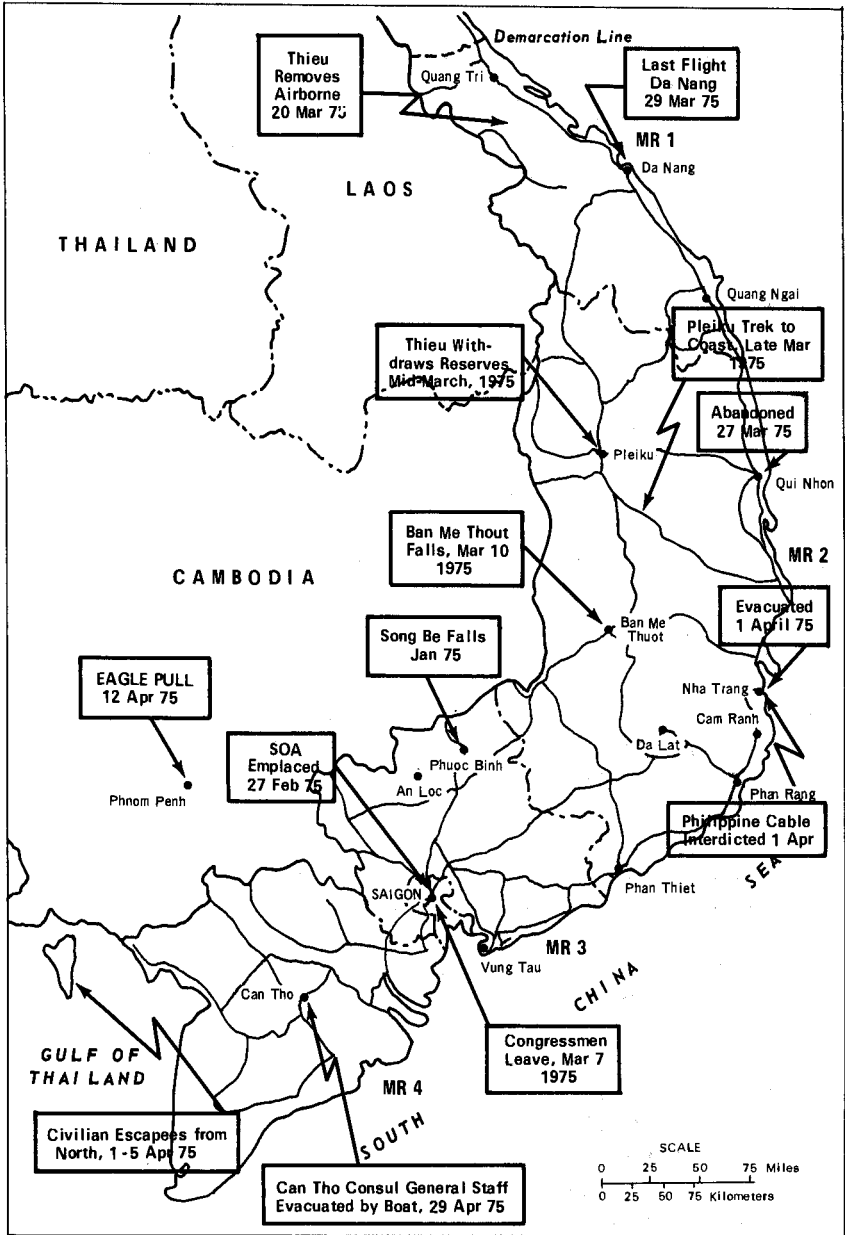 Demarcation Line
Thieu
Removes
Airborne
20 Mar 75
Quang Tri
Last Flight
Da Nang
29 Mar 75
MR 1
Da Nang
LAOS
THAILAND
Quang Ngai
Pleiku Trek to
Coast, Late Mar
1975
Thieu With-
draws Reserves
Mid-March, 1975
Abandoned
27 Mar 75
Pleiku
Qui Nhon
Ban Me Thout
Falls, Mar 10
1975
MR 2
CAMBODIA
Evacuated
1 April 75
Ban Me
Thuot
Song Be Falls
Jan 75
EAGLE PULL
12 Apr 75
Nha Trang
Cam Ranh
SOA
Emplaced
27 Feb 75
Da Lat
Phuoc Binh
An Loc
Phnom Penh
Phan Rang
Philippine Cable
Interdicted 1 Apr
SEA
Phan Thiet
SAIGON
MR 3
Vung Tau
CHINA
Can Tho
Congressmen
Leave, Mar 7
1975
GULF OF
THAILAND
MR 4
SOUTH
Civilian Escapees from
North, 1-5 Apr 75
Can Tho Consul General Staff
Evacuated by Boat, 29 Apr 75
SCALE
0 25 50 75 Miles
0 25 50 75 Kilometers